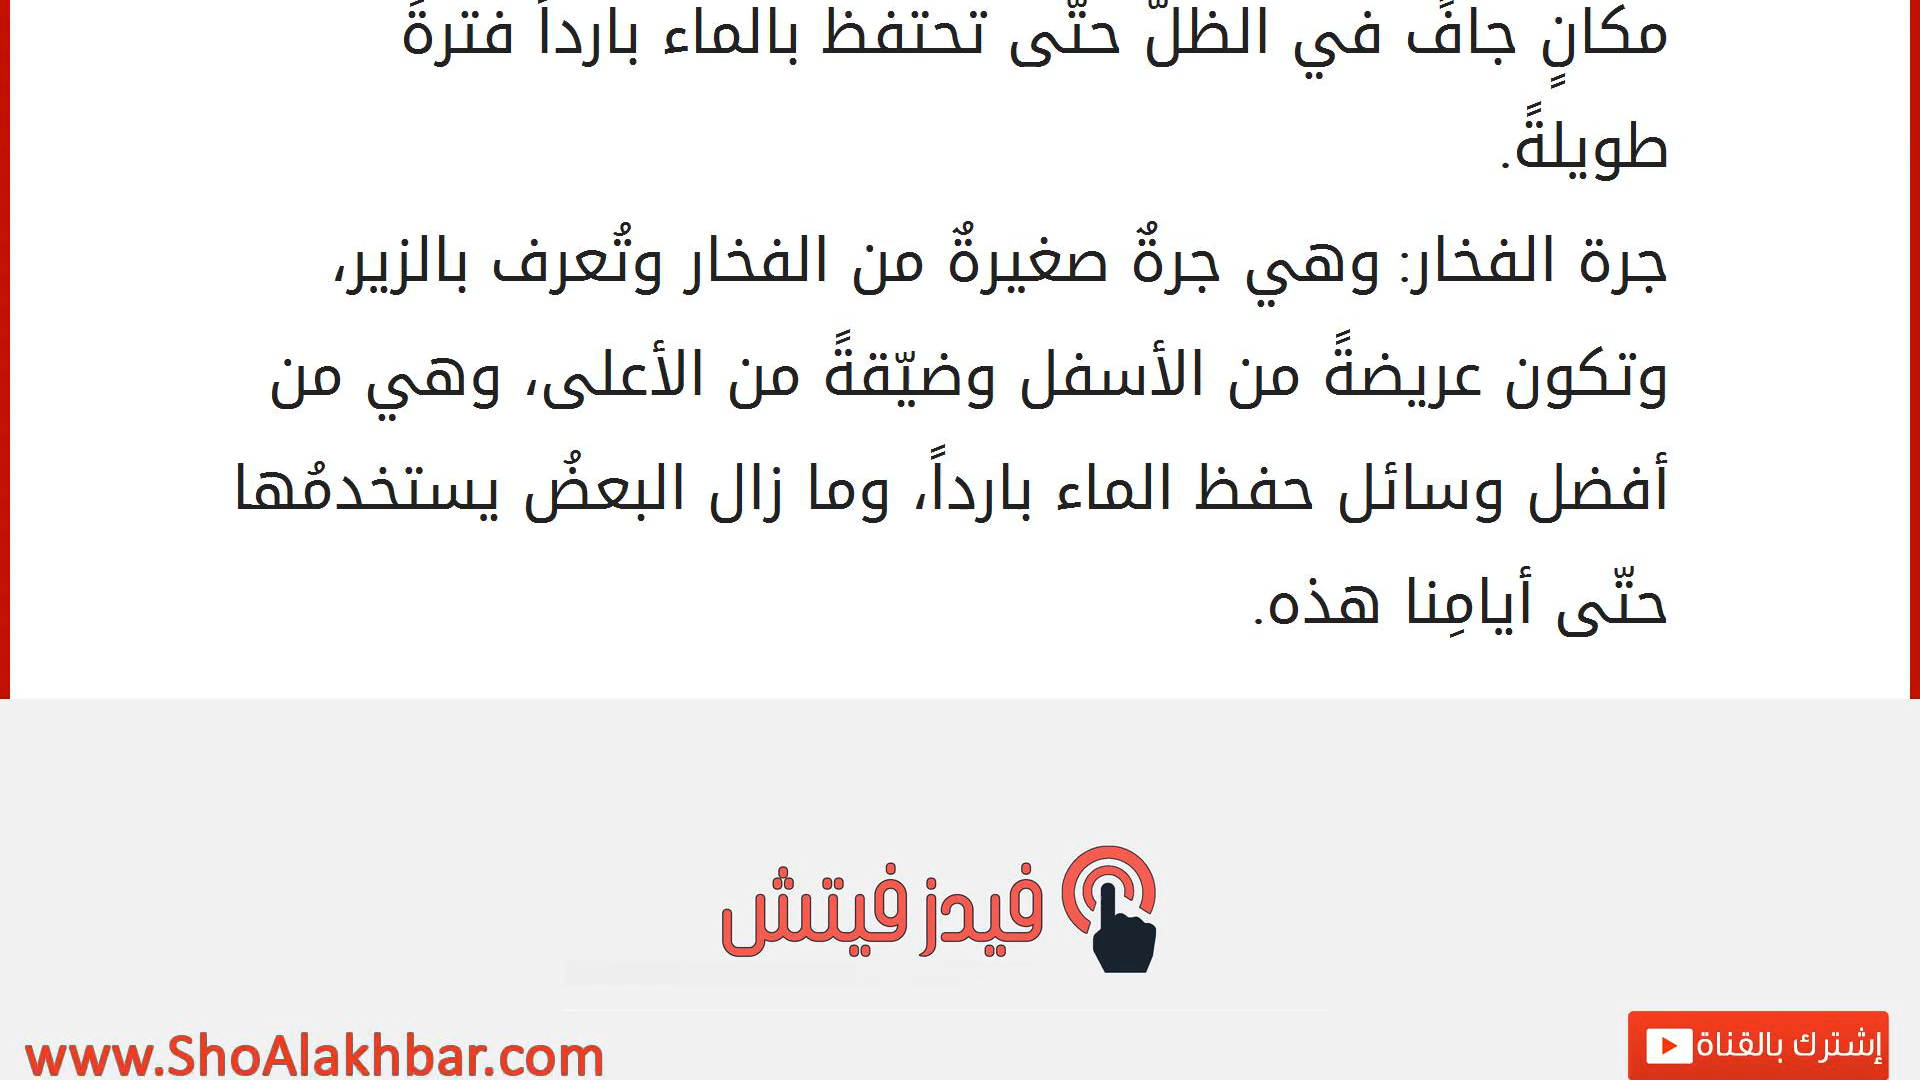 مكانٍ جافّ في الظلّ حتّى تحتفظ بالماء بارداً فترةً
طويلةً.
جرة الفخار: وهي جرةٌ صغيرةٌ من الفخار وتُعرف بالزير،
وتكون عريضةً من الأسفل وضيّقةً من الأعلى، وهي من
أفضل وسائل حفظ الماء بارداً، وما زال البعضُ يستخدمُها
حتّى أيامِنا هذه.
فيدز فيتش
www.ShoAlakhbar.com
إشترك بالقناة